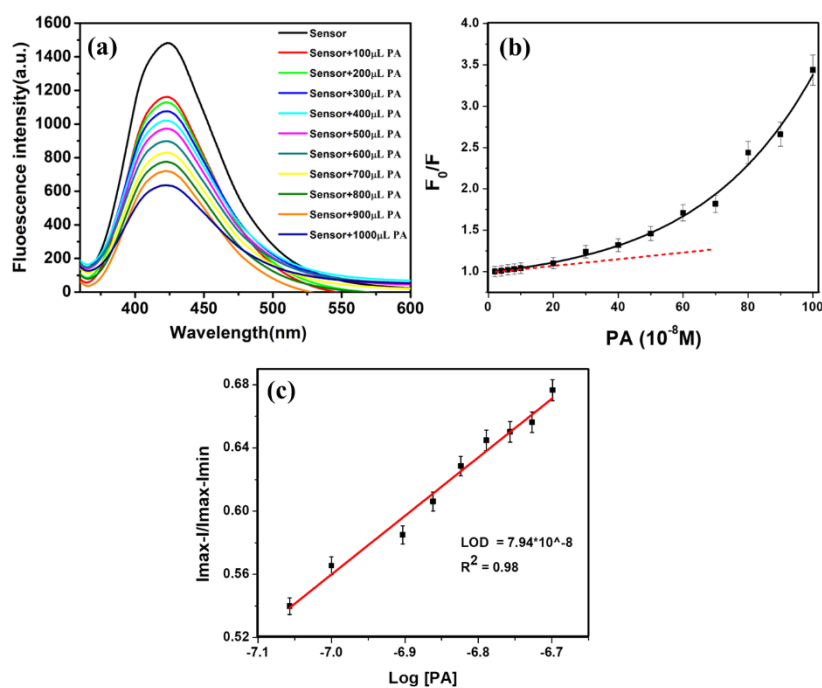 (a)
Fluoescence intensity(a.u.)
1600
1400
1200
1000
800
600
400
200
0
400
450
500
550
600
Wavelength(nm)
Sensor
Sensor+100μL PA
Sensor+200μL PA
Sensor+300μL PA
Sensor+400μL PA
Sensor+500μL PA
Sensor+600μL PA
Sensor+700μL PA
Sensor+800μL PA
Sensor+900μL PA
Sensor+1000μL PA
(b)
F₀/F
4.0
3.5
3.0
2.5
2.0
1.5
1.0
0.5
0
20
40
60
80
100
PA (10⁻⁸M)
(c)
Imax-I/Imax-Imin
0.68
0.64
0.60
0.56
0.52
LOD = 7.94*10^-8
R² = 0.98
-7.1
-7.0
-6.9
-6.8
-6.7
Log [PA]